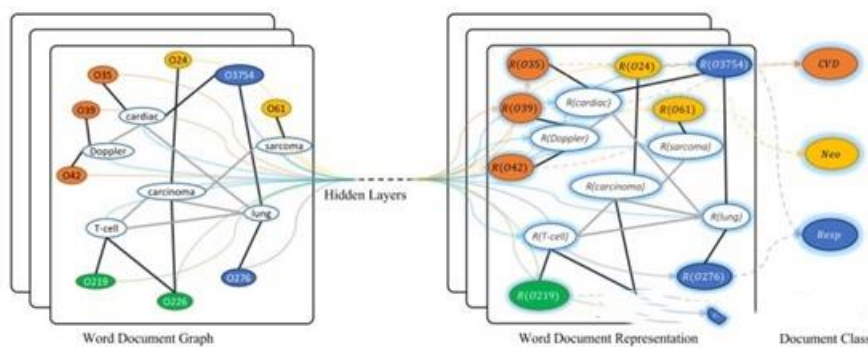 O24
O35
O3754
O39
O61
cardiac
Doppler
sarcoma
O42
carcinoma
lung
T-cell
O219
O276
O226
Hidden Layers
Word Document Graph
R(O35)
R(O24)
R(O3754)
R(cardiac)
R(O39)
R(O61)
R(Doppler)
R(sarcoma)
R(O42)
R(carcinoma)
R(lung)
R(T-cell)
R(O276)
R(O219)
Word Document Representation
CVD
Neo
Resp
Document Clas